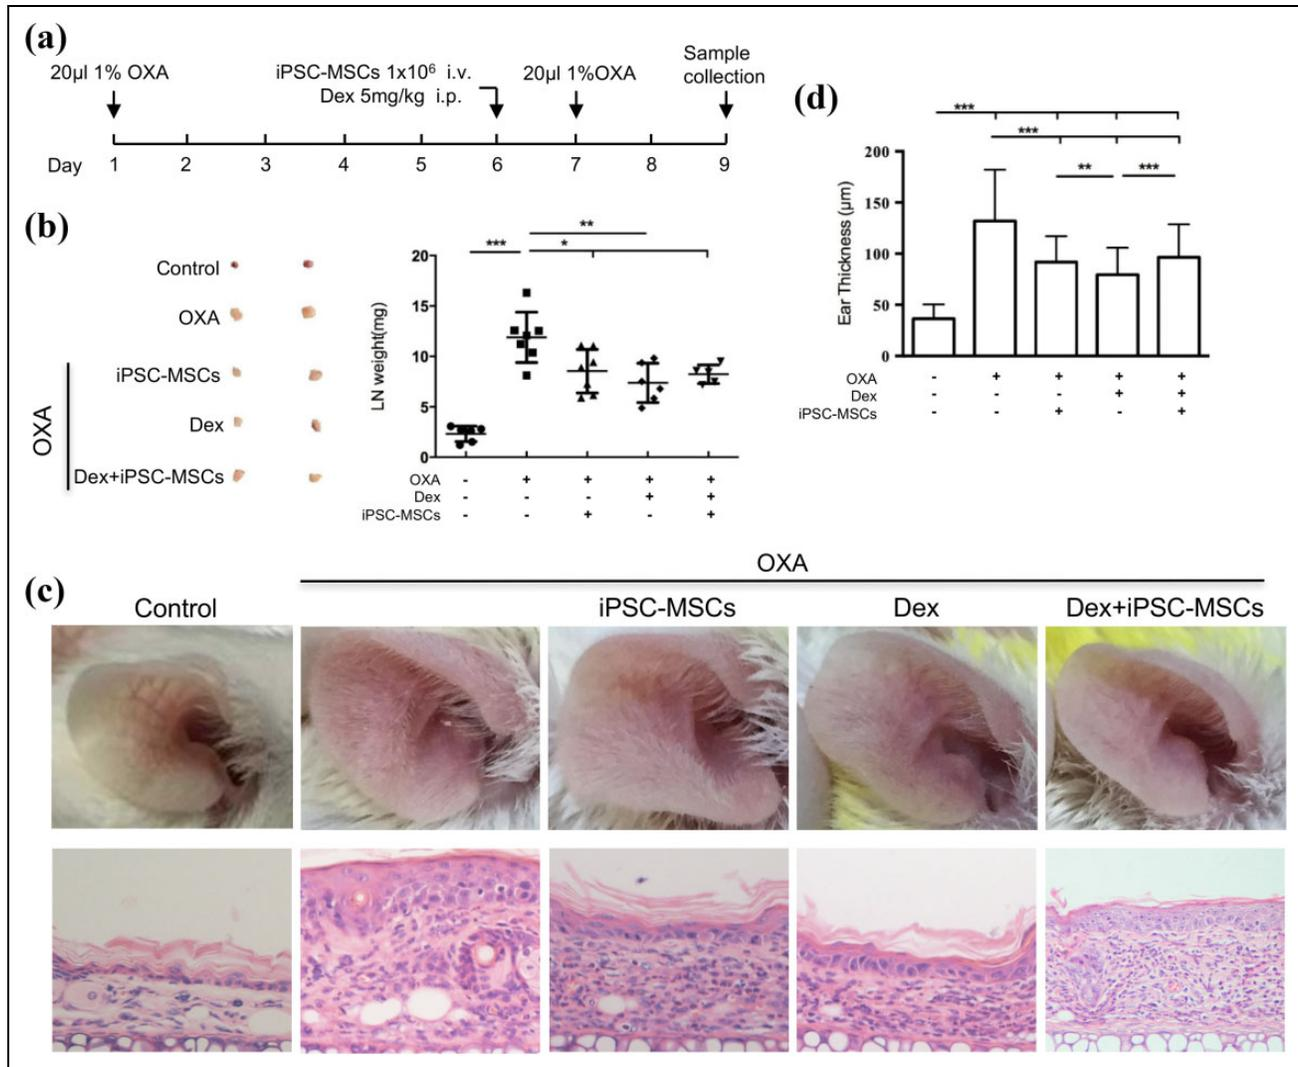 (a)
20µl 1% OXA
iPSC-MSCs 1x10⁶ i.v.
Dex 5mg/kg i.p.
20µl 1%OXA
Sample
collection
Day 1 2 3 4 5 6 7 8 9
(b)
Control
OXA
iPSC-MSCs
Dex
Dex+iPSC-MSCs
OXA
LN weight(mg)
20
15
10
5
0
***
**
*
OXA - + + + +
Dex - - - + +
iPSC-MSCs - - + - +
(d)
***
***
** ***
Ear Thickness (µm)
200
150
100
50
0
OXA - + + + +
Dex - - - + +
iPSC-MSCs - - + - +
(c)
OXA
Control iPSC-MSCs Dex Dex+iPSC-MSCs